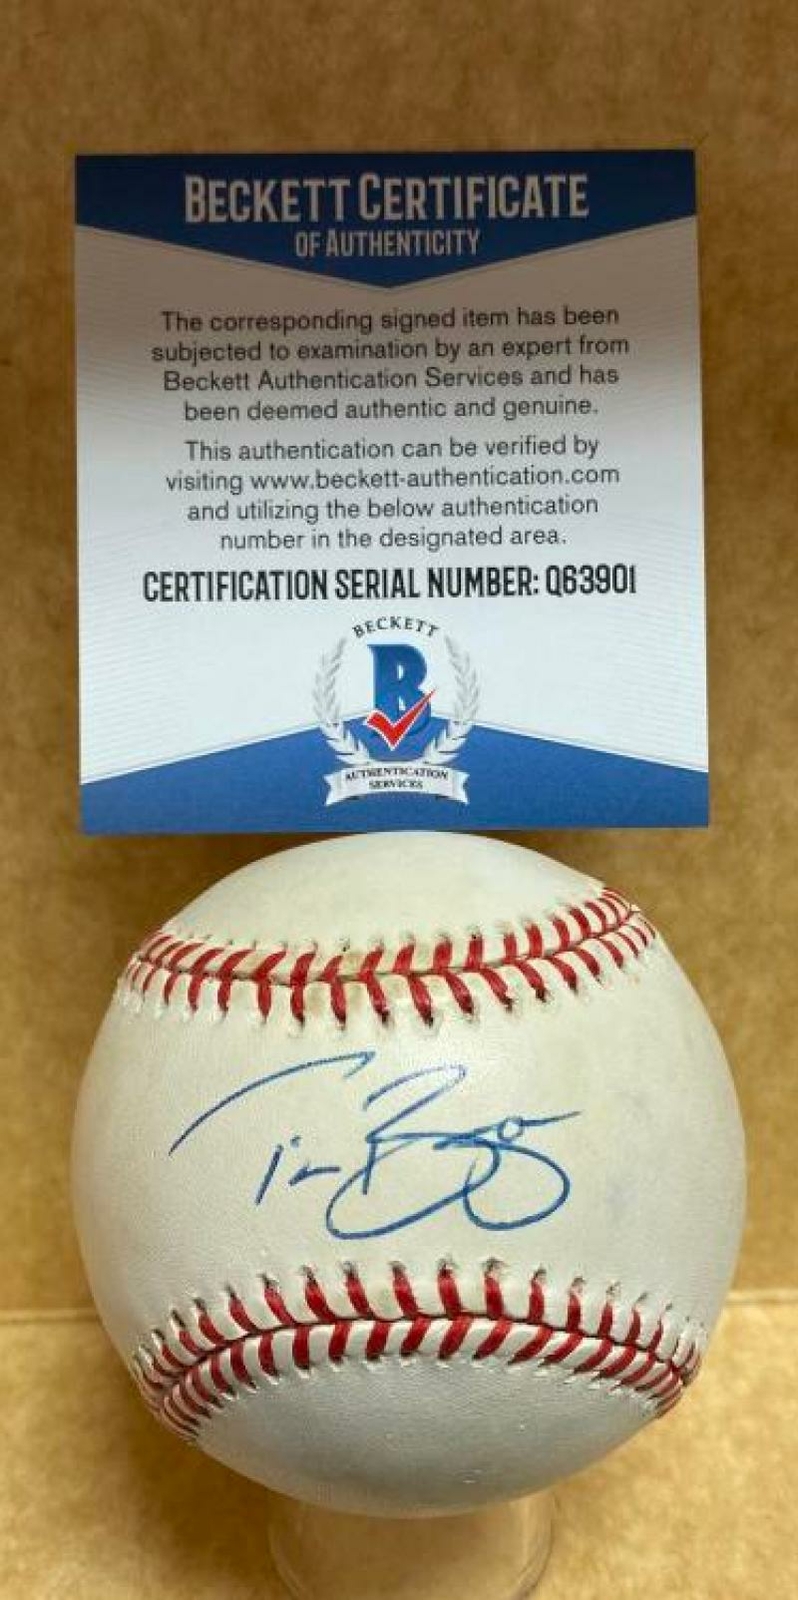 BECKETT CERTIFICATE
OF AUTHENTICITY
The corresponding signed item has been
subjected to examination by an expert from
Beckett Authentication Services and has
been deemed authentic and genuine.
This authentication can be verified by
visiting www.beckett-authentication.com
and utilizing the below authentication
number in the designated area.
CERTIFICATION SERIAL NUMBER: Q63901
BECKETT
B
AUTHENTICATION
SERVICES